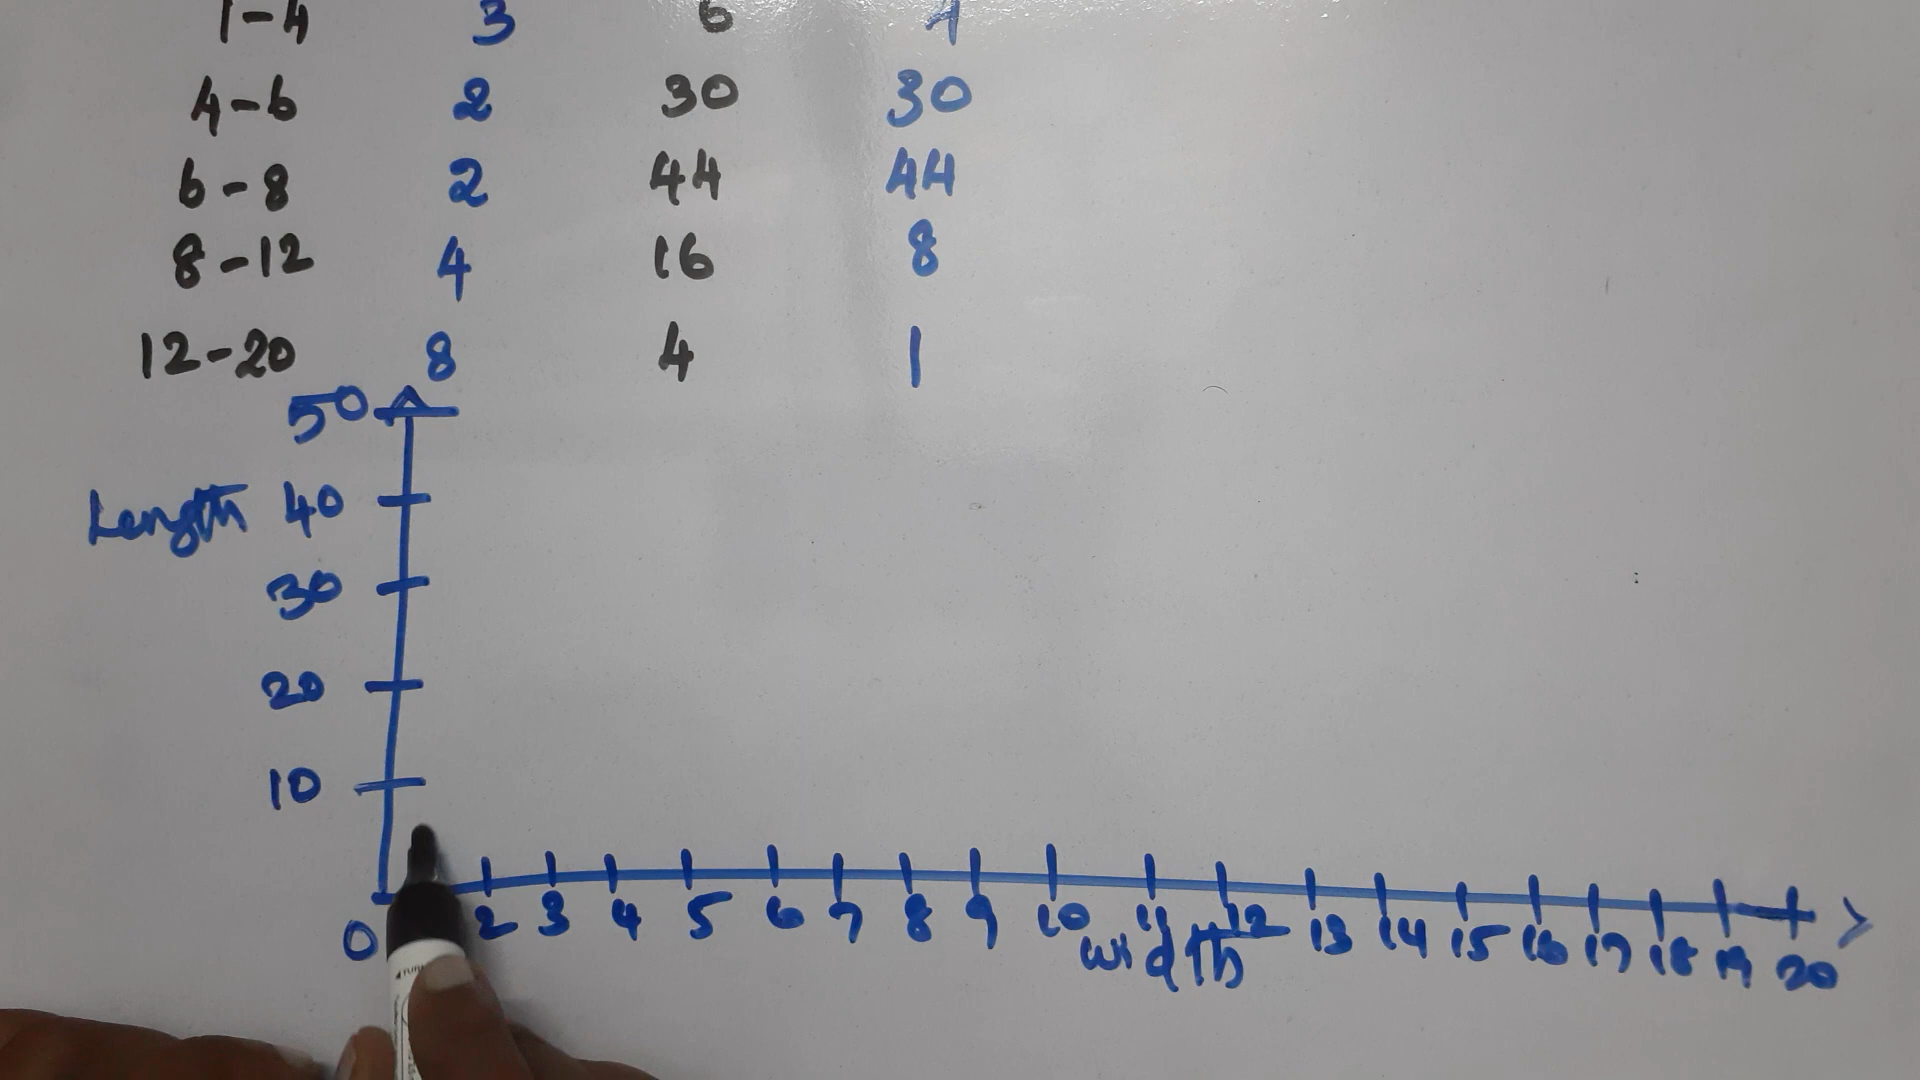 1-4 3 6
4-6 2 30 30
6-8 2 44 44
8-12 4 16 8
12-20 8 4 1
50
Length 40
30
20
10
0 2 3 4 5 6 7 8 9 10 11 12 13 14 15 16 17 18 19 20
width